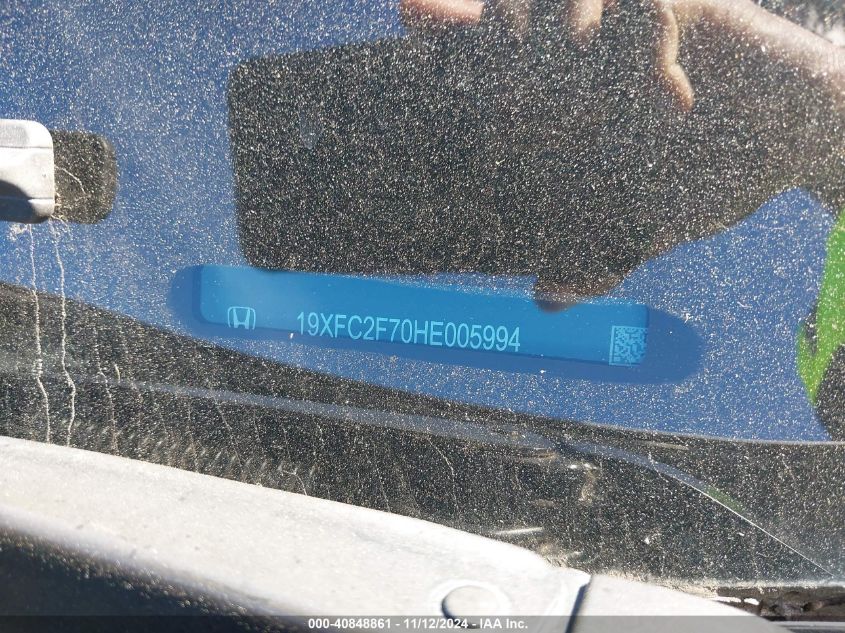 19XFC2F70HE005994
000-40848861 - 11/12/2024 - IAA Inc.